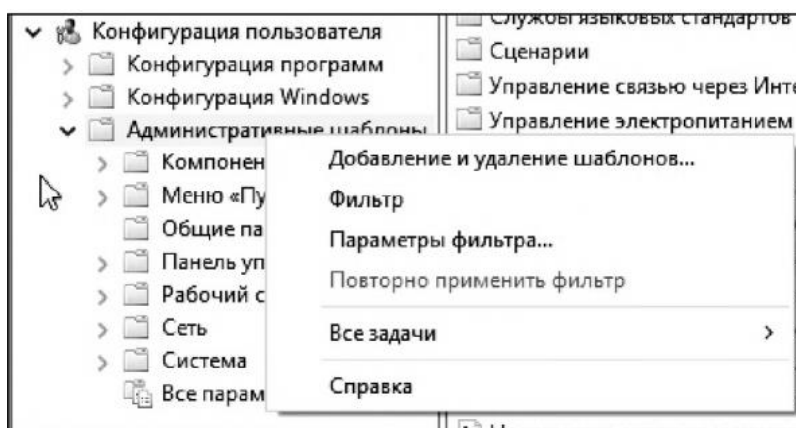 Конфигурация пользователя
Конфигурация программ
Конфигурация Windows
Административные шаблоны
Компонен
Меню «Пу
Общие па
Панель уп
Рабочий с
Сеть
Система
Все парам
Службы языковых стандартов
Сценарии
Управление связью через Инте
Управление электропитанием
Добавление и удаление шаблонов...
Фильтр
Параметры фильтра...
Повторно применить фильтр
Все задачи
Справка